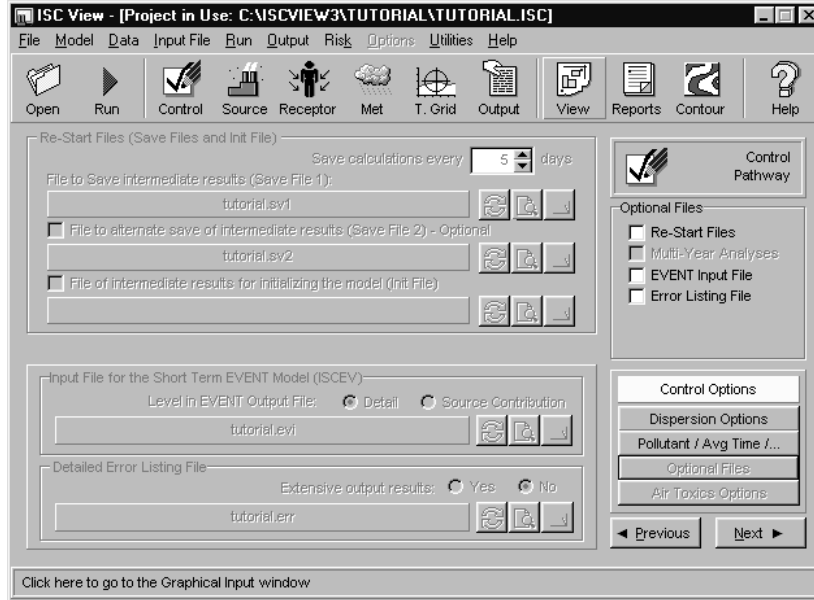 ISC View - [Project in Use: C:\ISCVIEW3\TUTORIAL\TUTORIAL.ISC]
File Model Data Input File Run Output Risk Options Utilities Help
Open Run Control Source Receptor Met T. Grid Output View Reports Contour Help
Re-Start Files (Save Files and Init File)
Save calculations every 5 days
File to Save intermediate results (Save File 1):
tutorial.sv1
File to alternate save of intermediate results (Save File 2) - Optional
tutorial.sv2
File of intermediate results for initializing the model (Init File)
Input File for the Short Term EVENT Model (ISCEV)
Level in EVENT Output File: Detail Source Contribution
tutorial.evi
Detailed Error Listing File
Extensive output results: Yes No
tutorial.err
Control
Pathway
Optional Files
Re-Start Files
Multi-Year Analyses
EVENT Input File
Error Listing File
Control Options
Dispersion Options
Pollutant / Avg Time /...
Optional Files
Air Toxics Options
Previous Next
Click here to go to the Graphical Input window